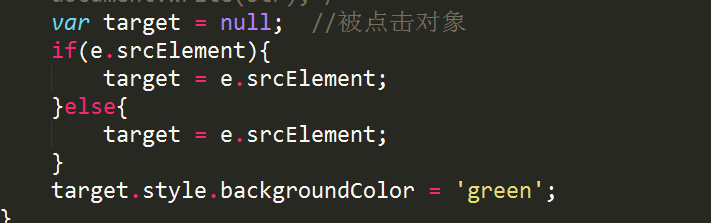 var target = null;  //被点击对象
if(e.srcElement){
    target = e.srcElement;
}else{
    target = e.srcElement;
}
target.style.backgroundColor = 'green';
}